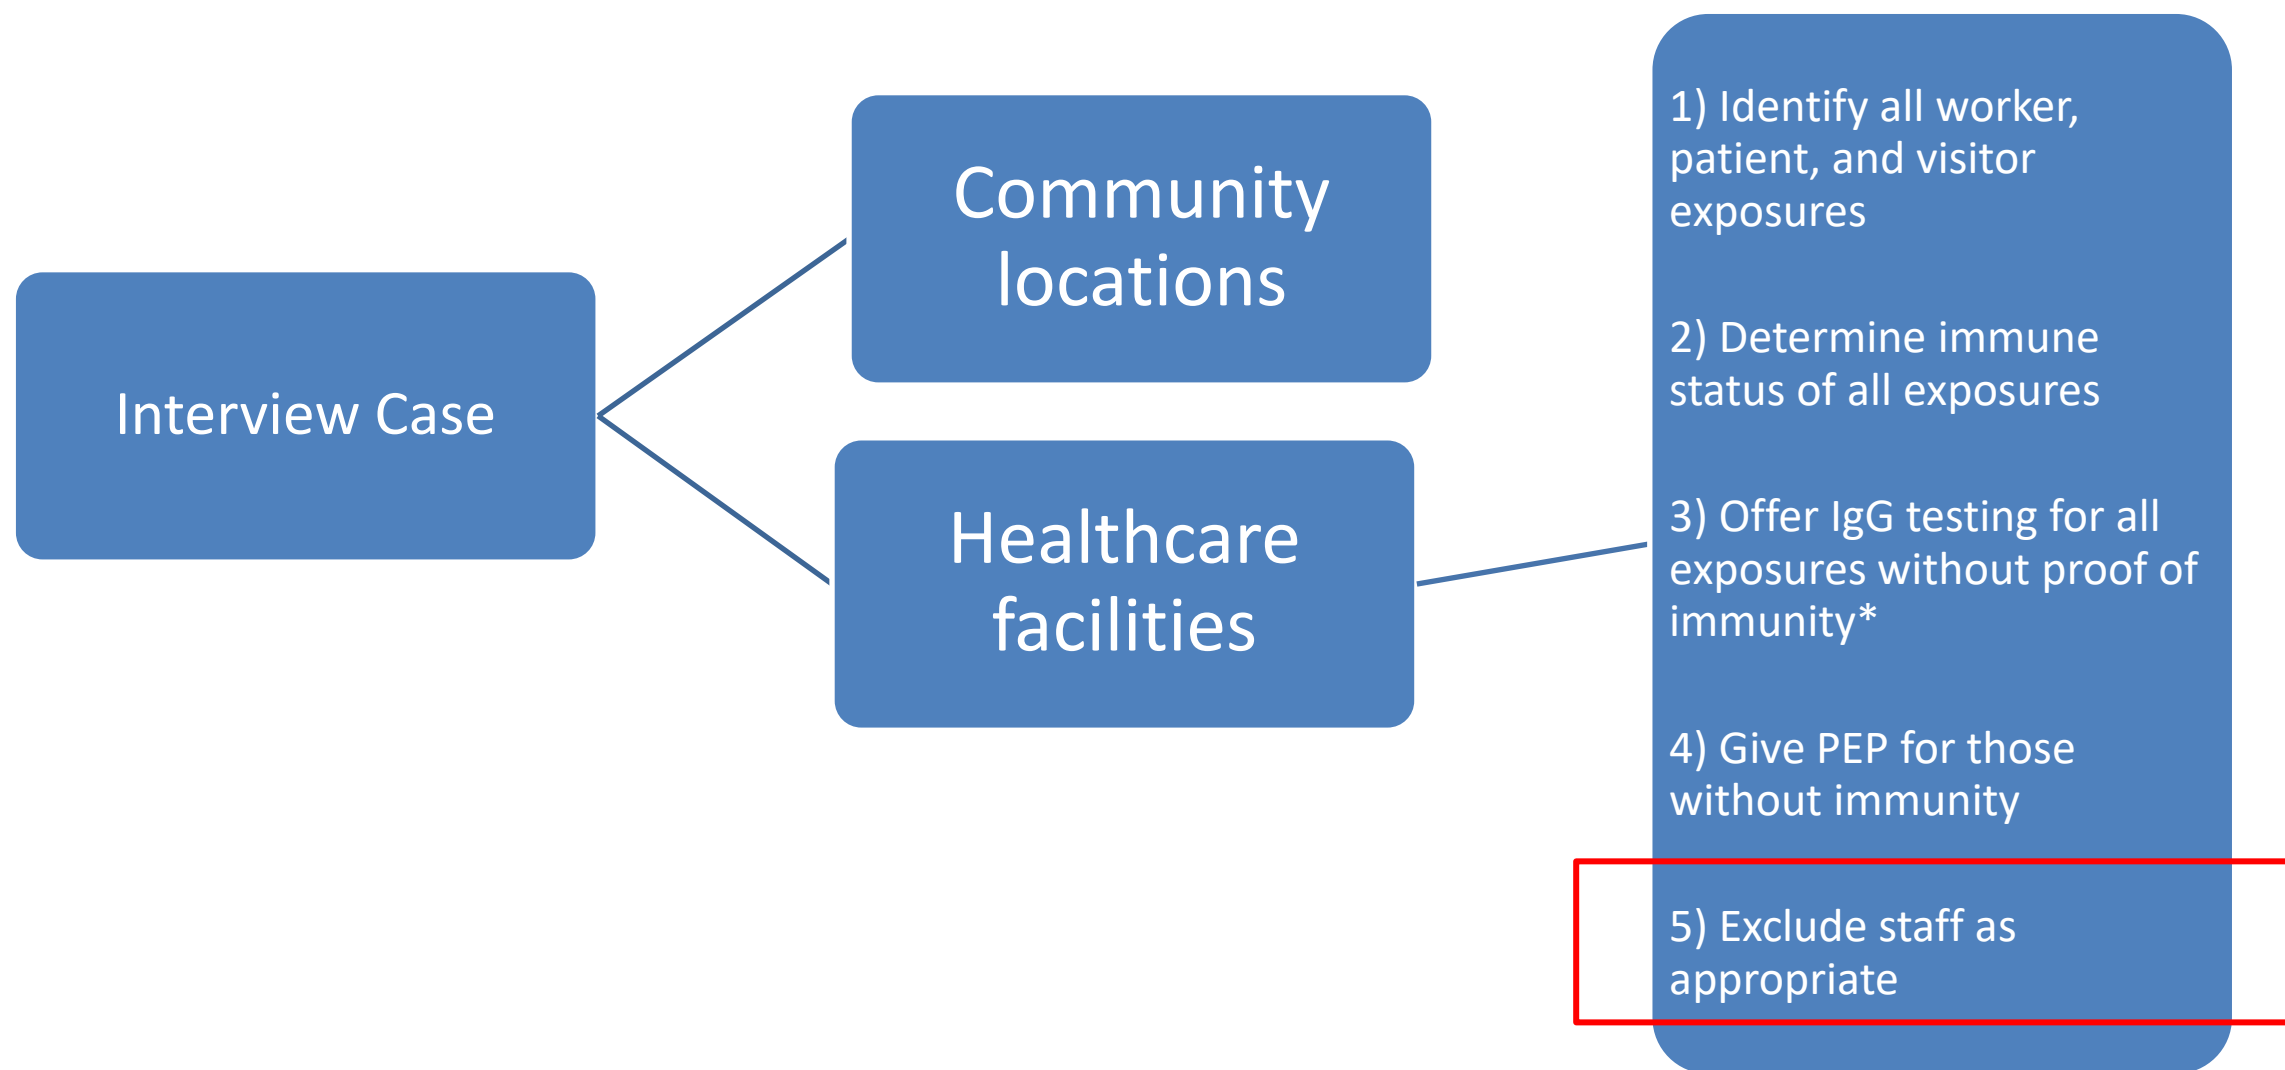 Interview Case
Community
locations
Healthcare
facilities
1) Identify all worker,
patient, and visitor
exposures
2) Determine immune
status of all exposures
3) Offer IgG testing for all
exposures without proof of
immunity*
4) Give PEP for those
without immunity
5) Exclude staff as
appropriate